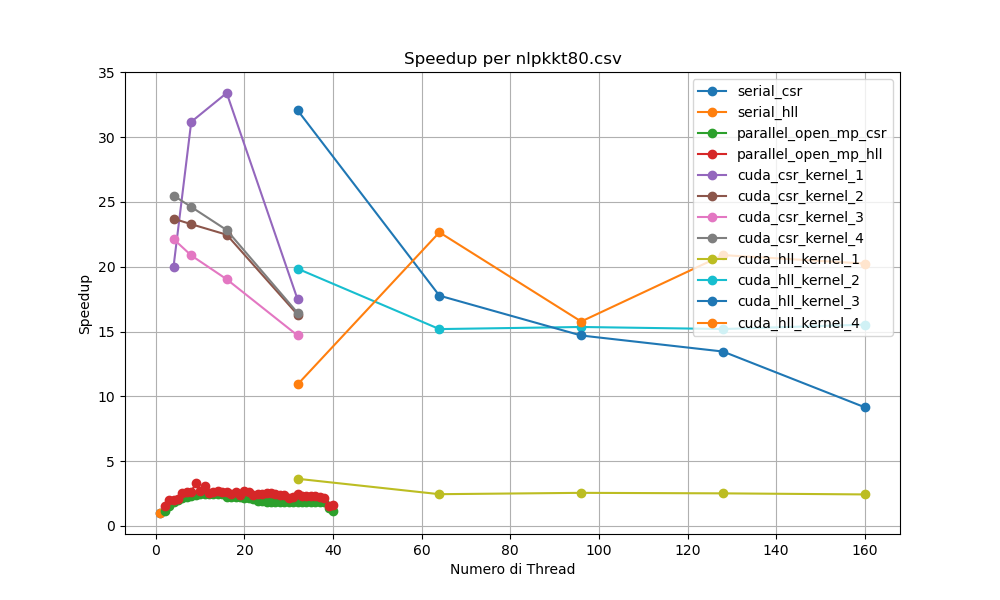 Speedup per nlpkkt80.csv
35
30
25
20
15
10
5
0
Speedup
0 20 40 60 80 100 120 140 160
Numero di Thread
serial_csr
serial_hll
parallel_open_mp_csr
parallel_open_mp_hll
cuda_csr_kernel_1
cuda_csr_kernel_2
cuda_csr_kernel_3
cuda_csr_kernel_4
cuda_hll_kernel_1
cuda_hll_kernel_2
cuda_hll_kernel_3
cuda_hll_kernel_4